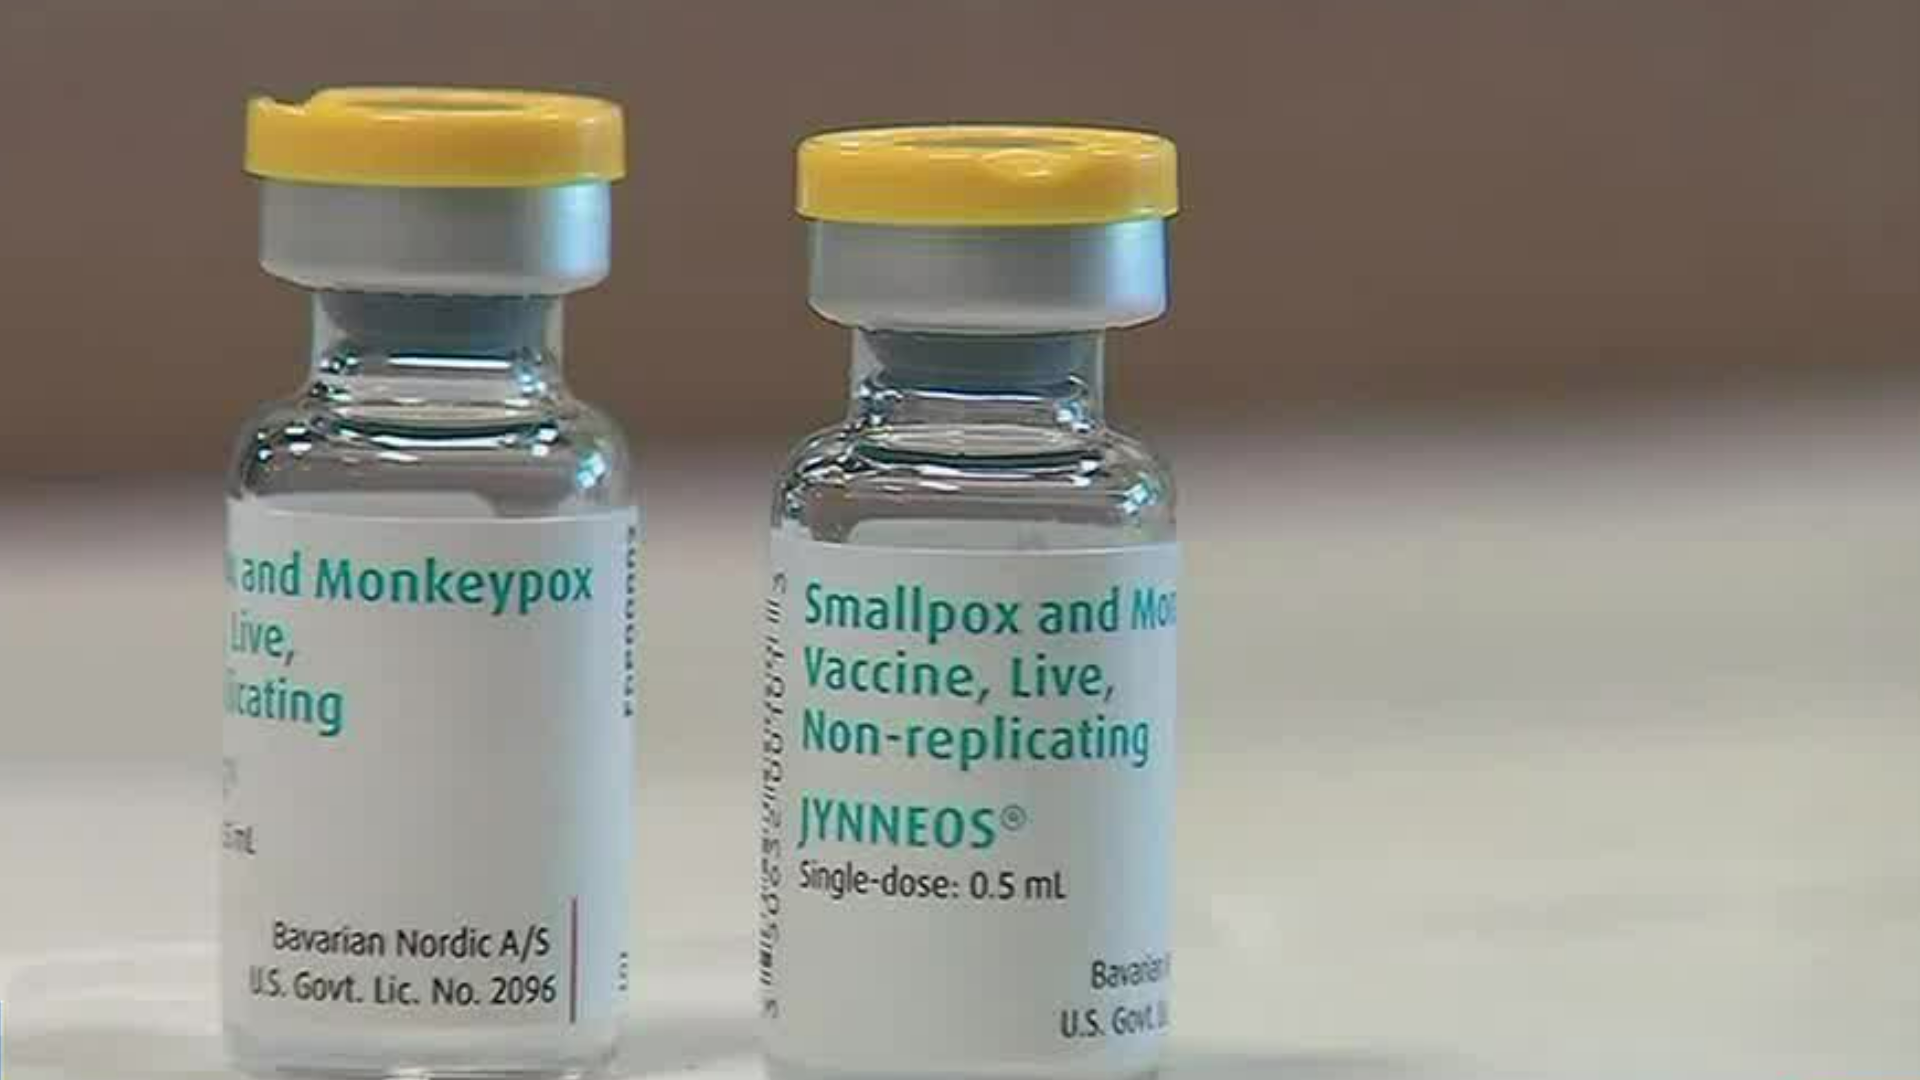 and Monkeypox
Live,
Bavarian Nordic A/S
U.S. Govt. Lic. No. 2096
Smallpox and
Vaccine, Live,
Non-replicating
JYNNEOS®
Single-dose: 0.5 mL
U.S. Govt.